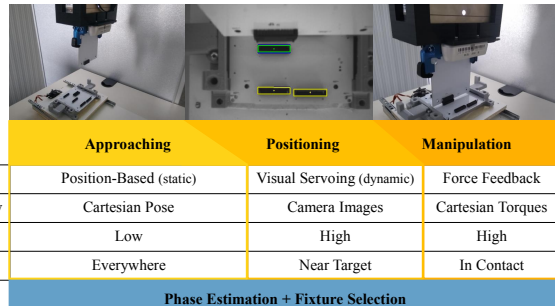 Approaching Positioning Manipulation
Position-Based (static) Visual Servoing (dynamic) Force Feedback
Cartesian Pose Camera Images Cartesian Torques
Low High High
Everywhere Near Target In Contact
Phase Estimation + Fixture Selection